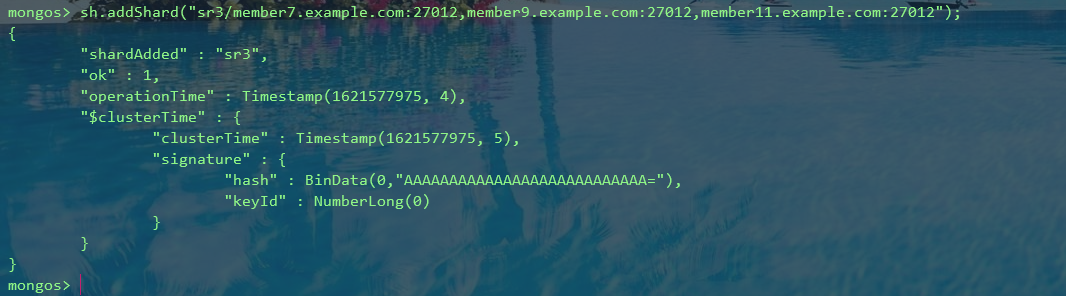 mongos> sh.addShard("sr3/member7.example.com:27012,member9.example.com:27012,member11.example.com:27012");
{
        "shardAdded" : "sr3",
        "ok" : 1,
        "operationTime" : Timestamp(1621577975, 4),
        "$clusterTime" : {
                "clusterTime" : Timestamp(1621577975, 5),
                "signature" : {
                        "hash" : BinData(0,"AAAAAAAAAAAAAAAAAAAAAAAAAAA="),
                        "keyId" : NumberLong(0)
                }
        }
}
mongos>